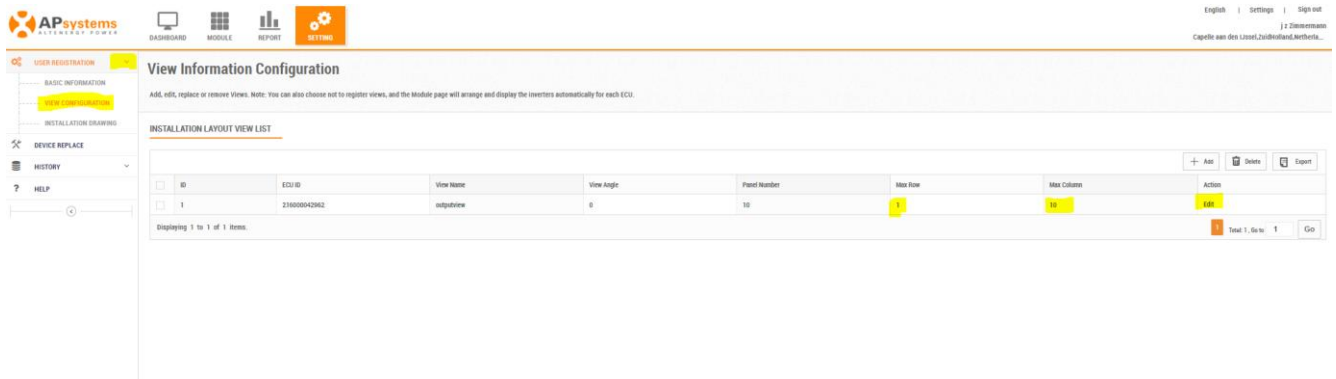 English | Settings | Sign out
APsystems
ALTENERGY POWER
DASHBOARD MODULE REPORT SETTING
j z Zimmermann
Capelle aan den IJssel,ZuidHolland,Netherla...
USER REGISTRATION
BASIC INFORMATION
VIEW CONFIGURATION
INSTALLATION DRAWING
DEVICE REPLACE
HISTORY
? HELP
View Information Configuration
Add, edit, replace or remove Views. Note: You can also choose not to register views, and the Module page will arrange and display the inverters automatically for each ECU.
INSTALLATION LAYOUT VIEW LIST
+ Add Delete Export
ID ECU ID View Name View Angle Panel Number Max Row Max Column Action
1 216000042962 outputview 0 10 1 10 Edit
Displaying 1 to 1 of 1 items. 1 Total: 1 , Go to 1 Go